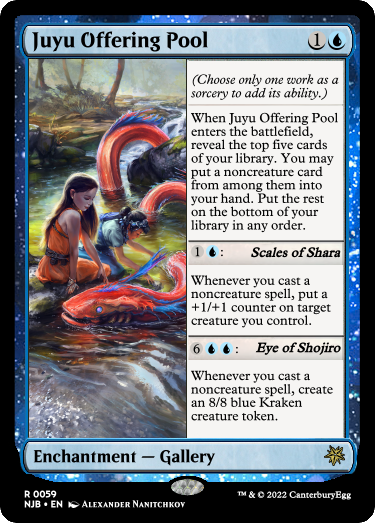 Juyu Offering Pool 1
(Choose only one work as a
sorcery to add its ability.)
When Juyu Offering Pool
enters the battlefield,
reveal the top five cards
of your library. You may
put a noncreature card
from among them into
your hand. Put the rest
on the bottom of your
library in any order.
1 : Scales of Shara
Whenever you cast a
noncreature spell, put a
+1/+1 counter on target
creature you control.
6 : Eye of Shojiro
Whenever you cast a
noncreature spell, create
an 8/8 blue Kraken
creature token.
Enchantment — Gallery
R 0059
NJB • EN Alexander Nanitchkov
™ & © 2022 CanterburyEgg